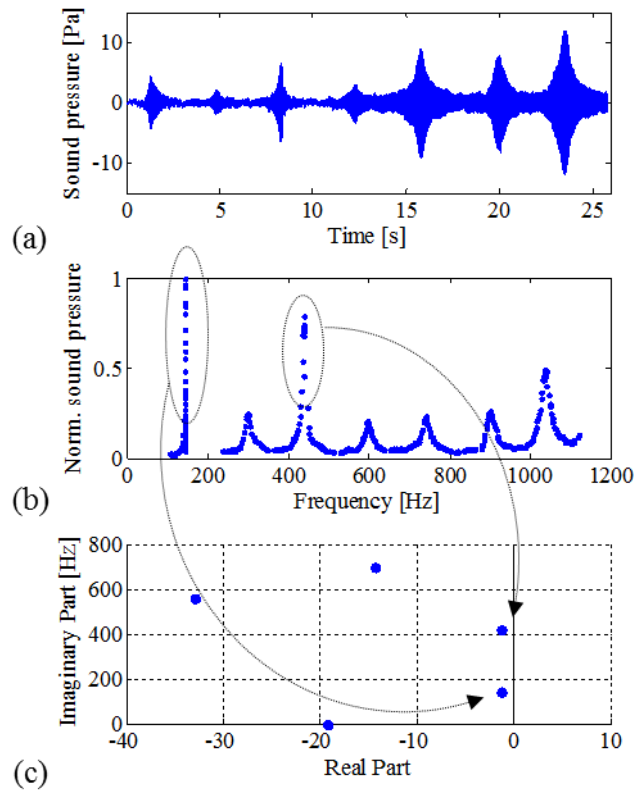 Sound pressure [Pa]
10
0
-10
0 5 10 15 20 25
Time [s]
(a)
Norm. sound pressure
1
0.5
0
0 200 400 600 800 1000 1200
Frequency [Hz]
(b)
Imaginary Part [Hz]
800
600
400
200
0
-40 -30 -20 -10 0 10
Real Part
(c)